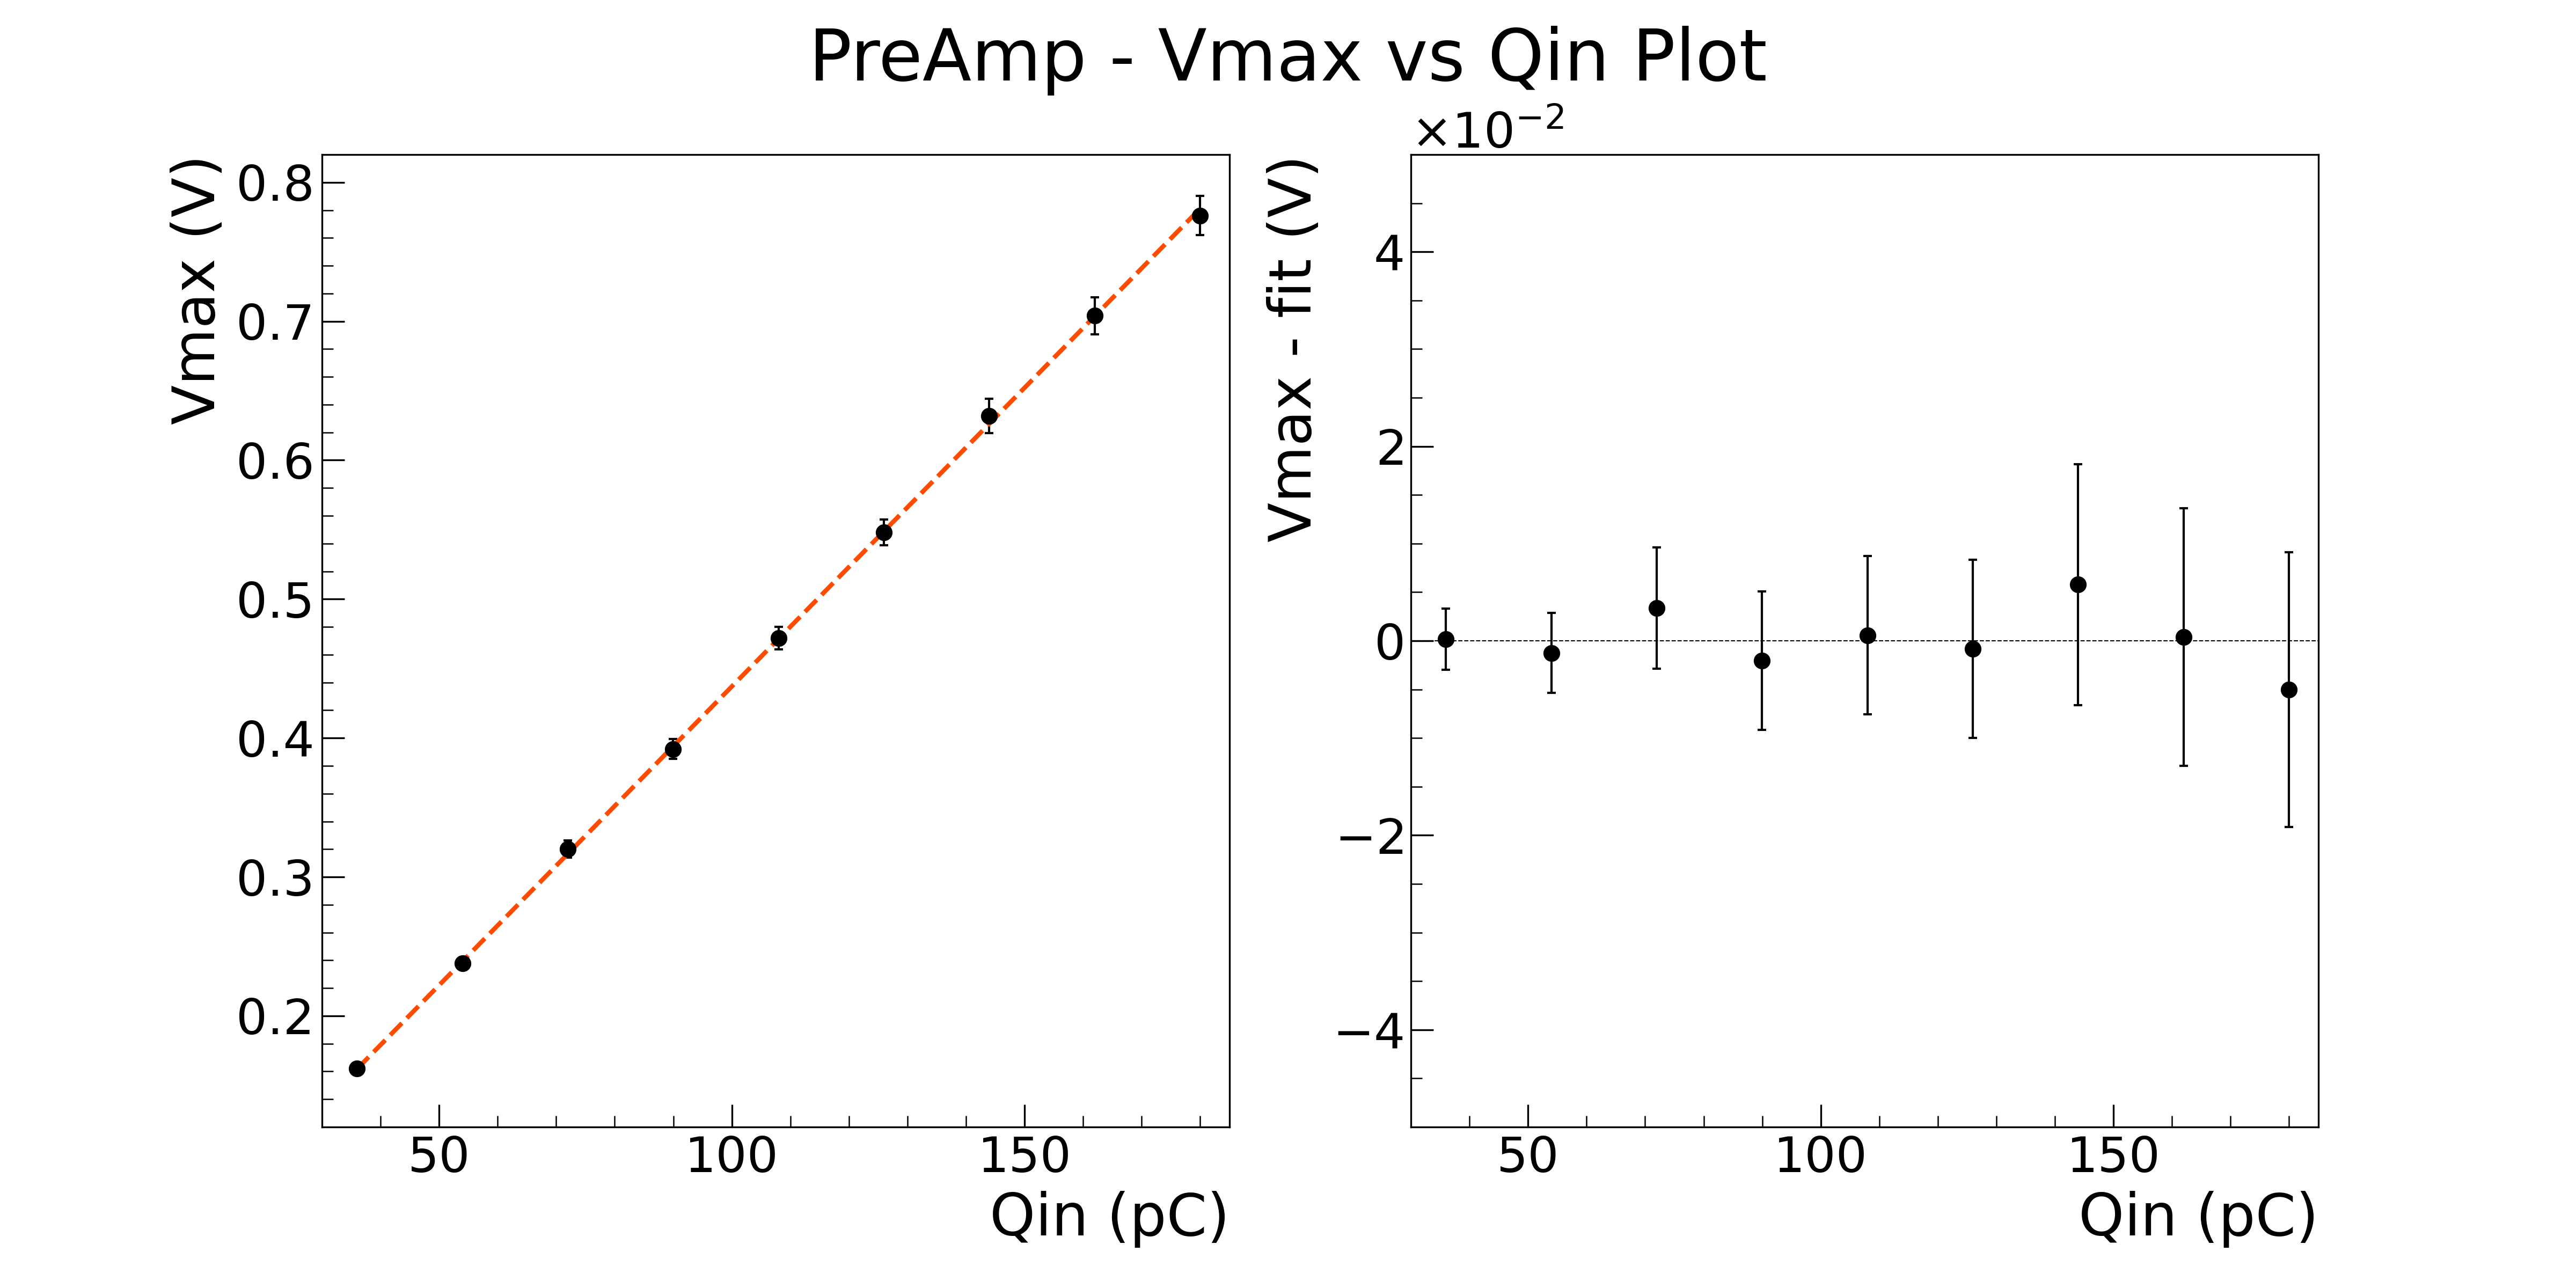 PreAmp - Vmax vs Qin Plot
Vmax (V)
0.8
0.7
0.6
0.5
0.4
0.3
0.2
50 100 150
Qin (pC)
×10⁻²
Vmax - fit (V)
4
2
0
−2
−4
50 100 150
Qin (pC)